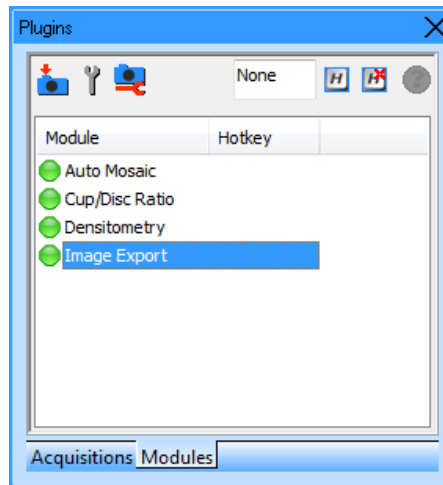 Plugins
None
H H
Module Hotkey
Auto Mosaic
Cup/Disc Ratio
Densitometry
Image Export
Acquisitions Modules